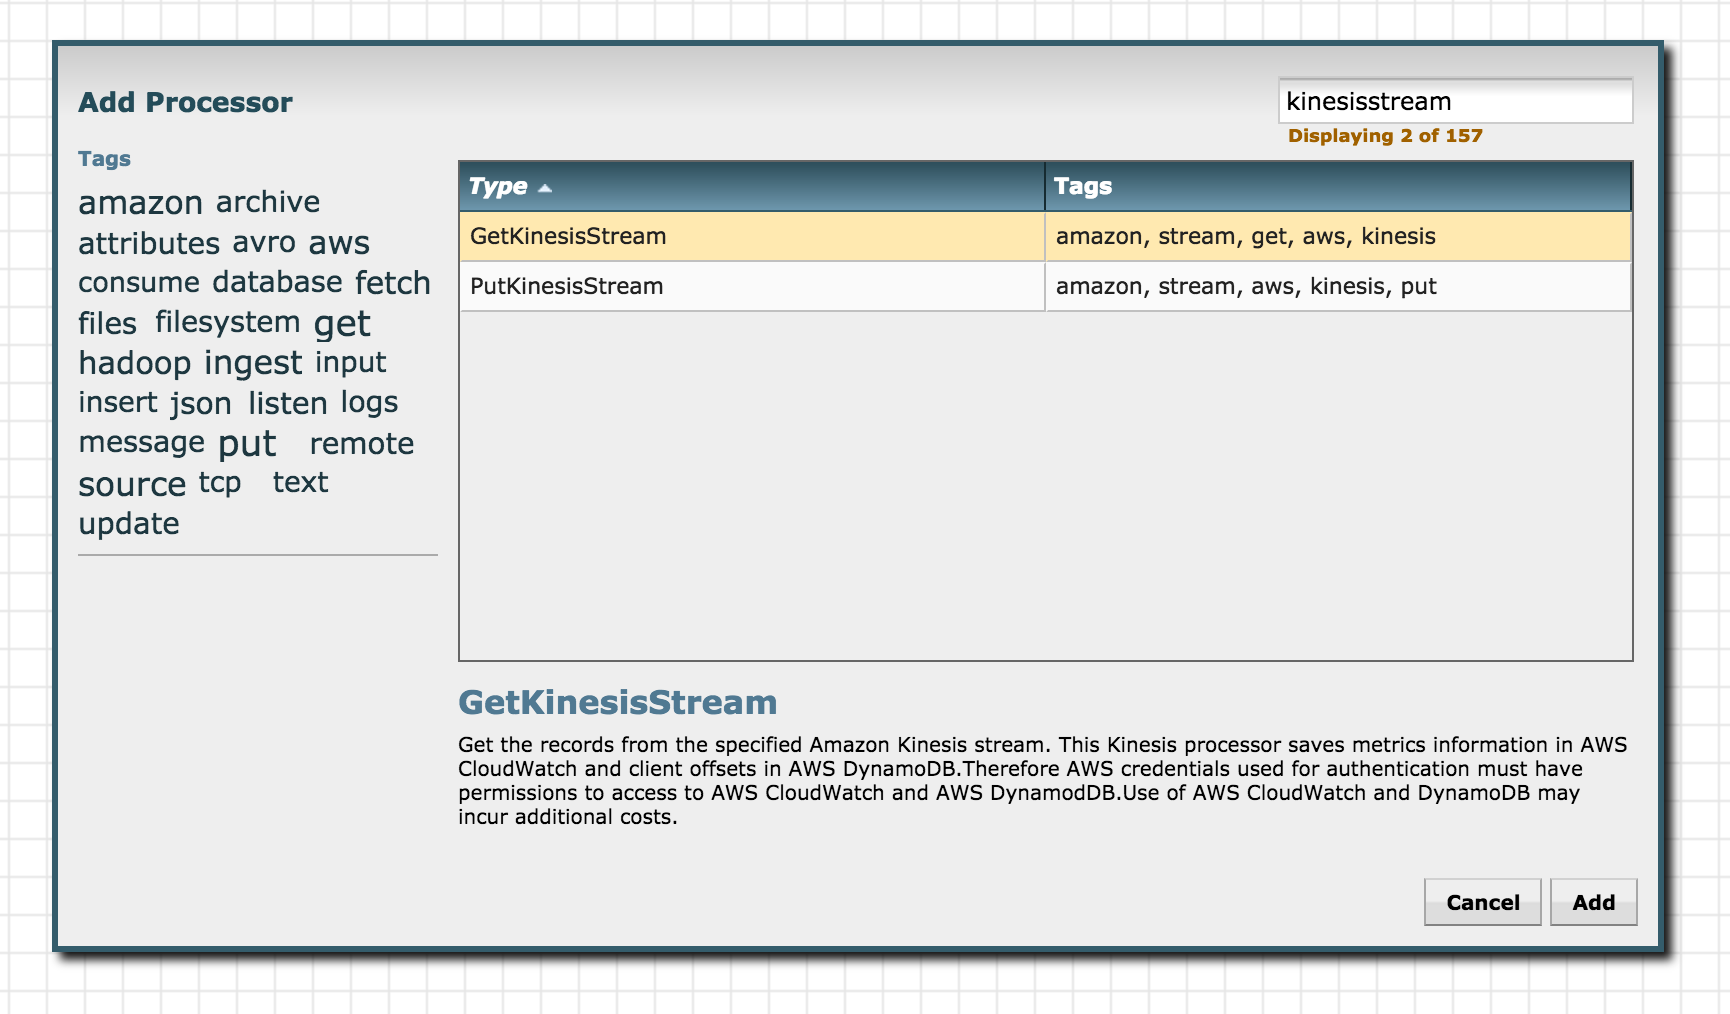 Add Processor
kinesisstream
Displaying 2 of 157
Tags
amazon archive
attributes avro aws
consume database fetch
files filesystem get
hadoop ingest input
insert json listen logs
message put remote
source tcp text
update
Type Tags
GetKinesisStream amazon, stream, get, aws, kinesis
PutKinesisStream amazon, stream, aws, kinesis, put
GetKinesisStream
Get the records from the specified Amazon Kinesis stream. This Kinesis processor saves metrics information in AWS
CloudWatch and client offsets in AWS DynamoDB.Therefore AWS credentials used for authentication must have
permissions to access to AWS CloudWatch and AWS DynamodDB.Use of AWS CloudWatch and DynamoDB may
incur additional costs.
Cancel Add